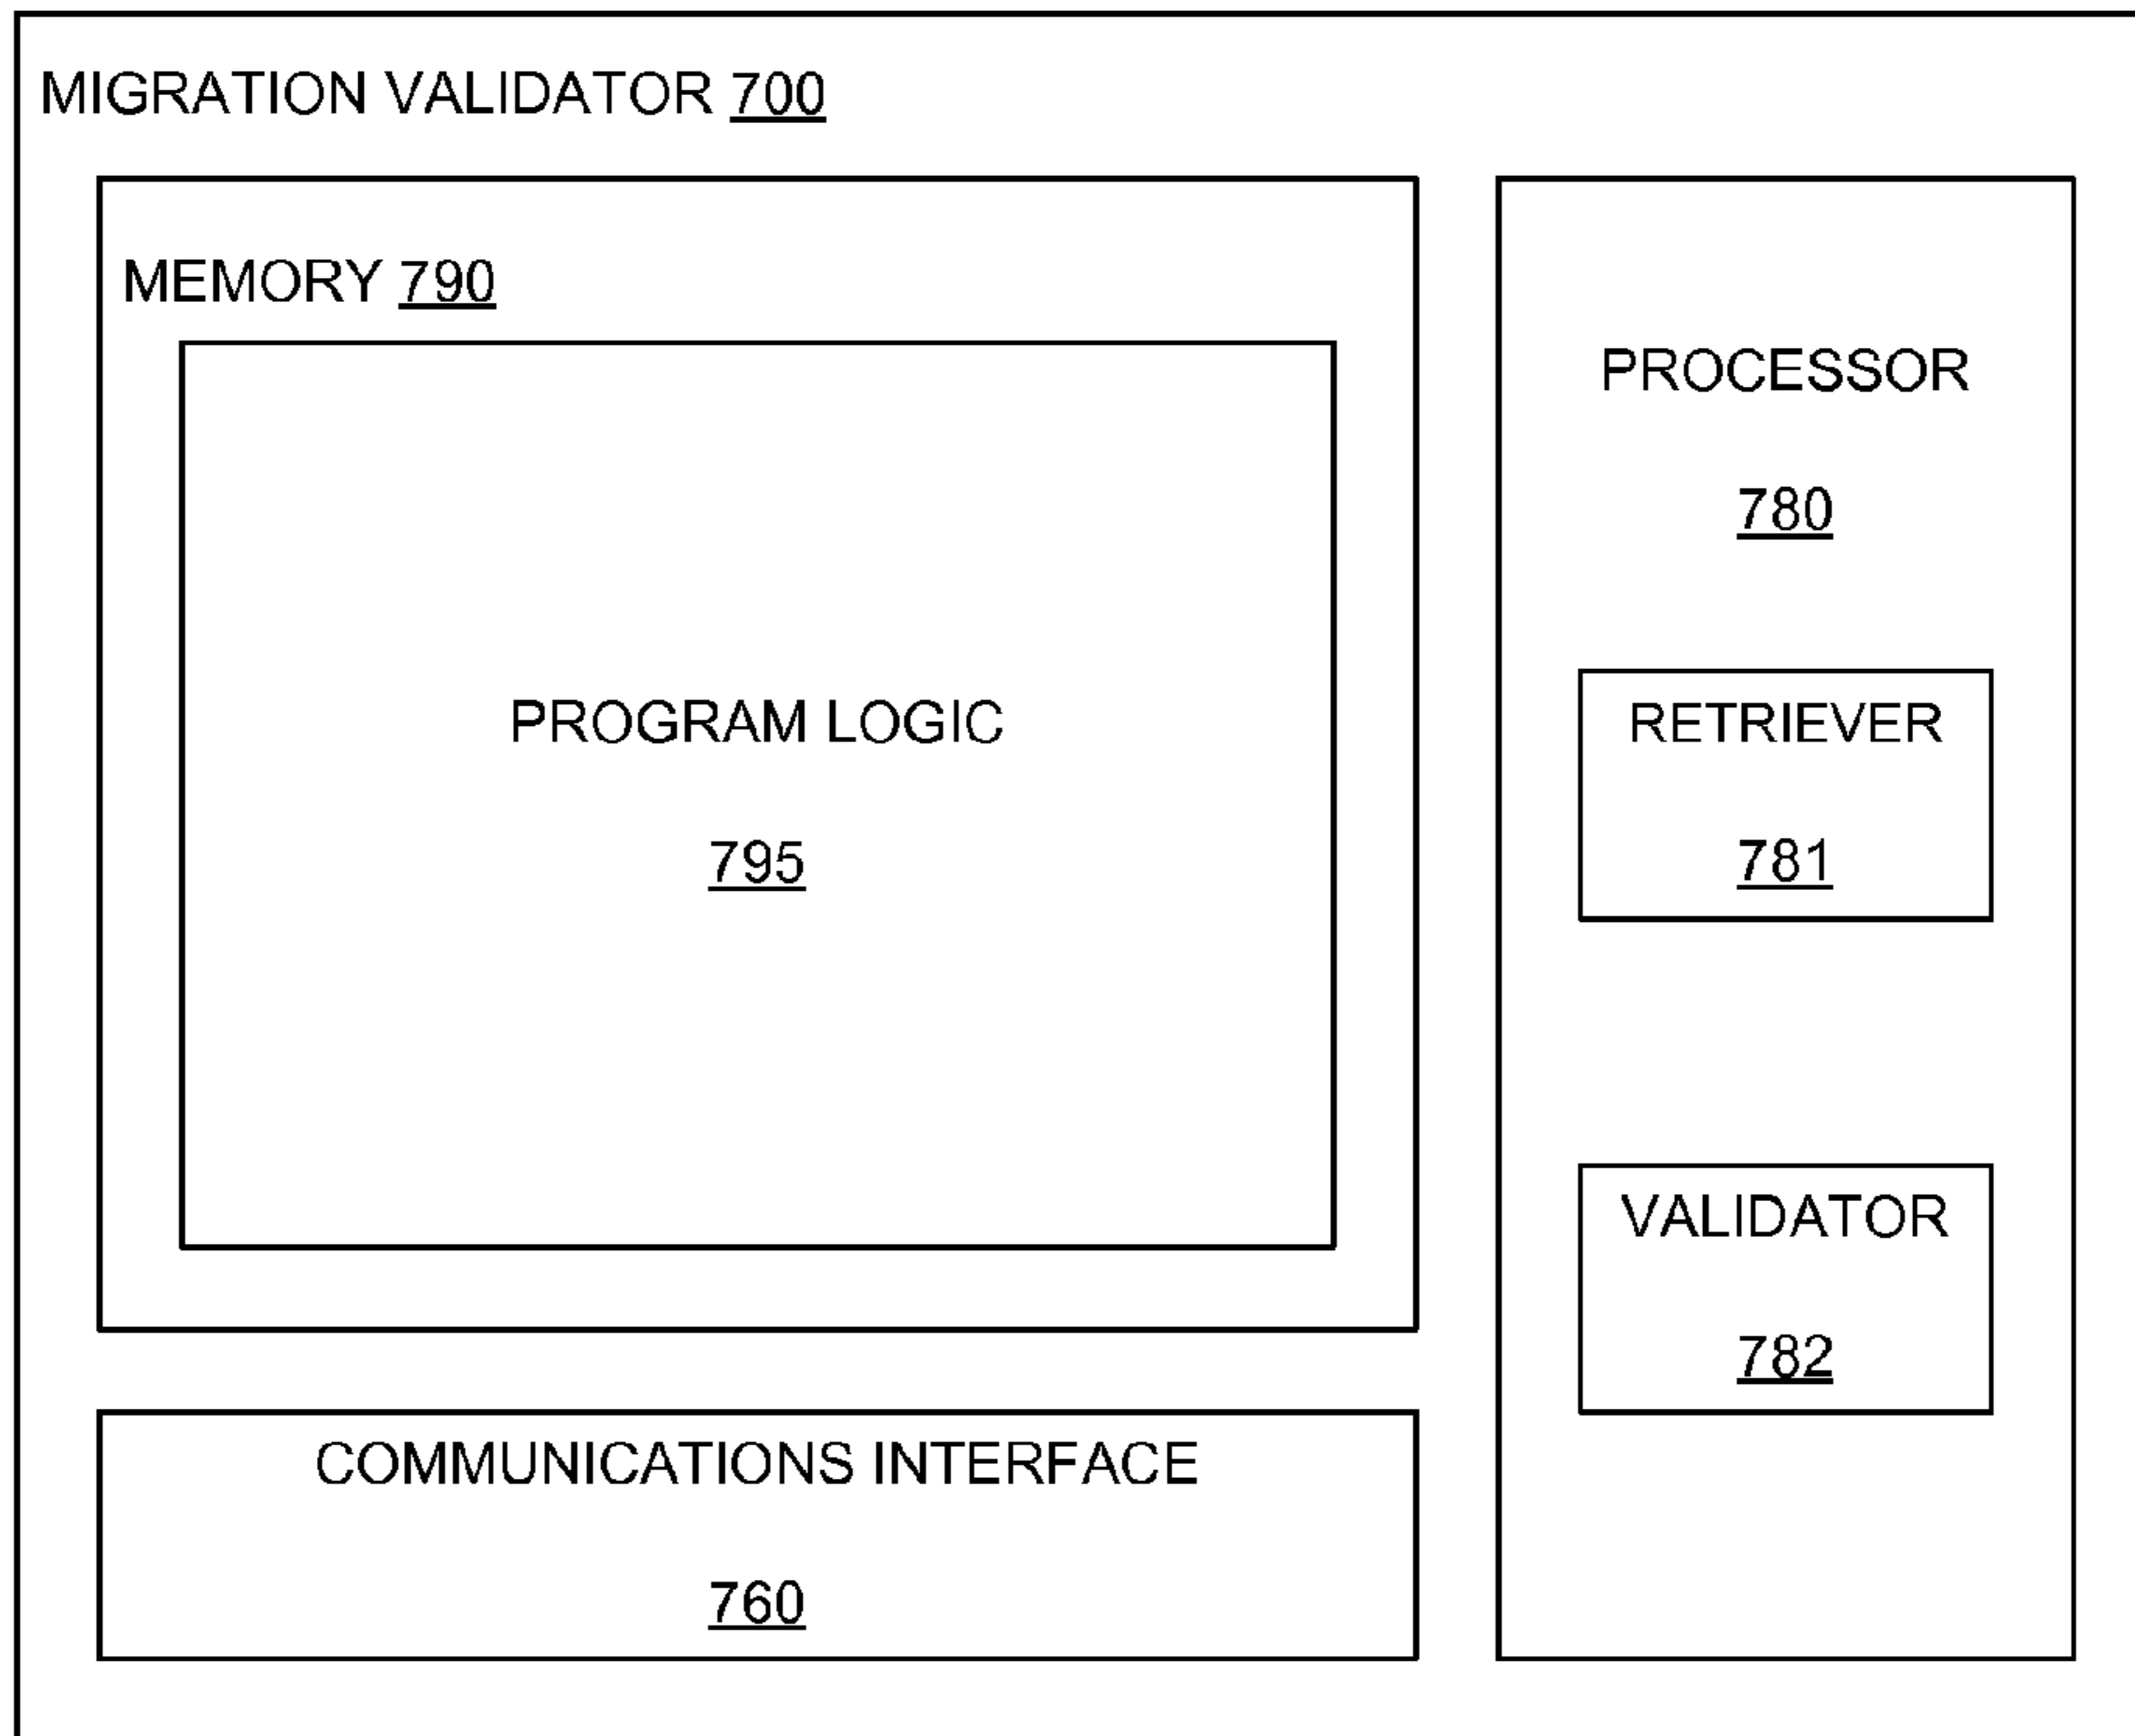 MIGRATION VALIDATOR 700
MEMORY 790
PROGRAM LOGIC
795
COMMUNICATIONS INTERFACE
760
PROCESSOR
780
RETRIEVER
781
VALIDATOR
782